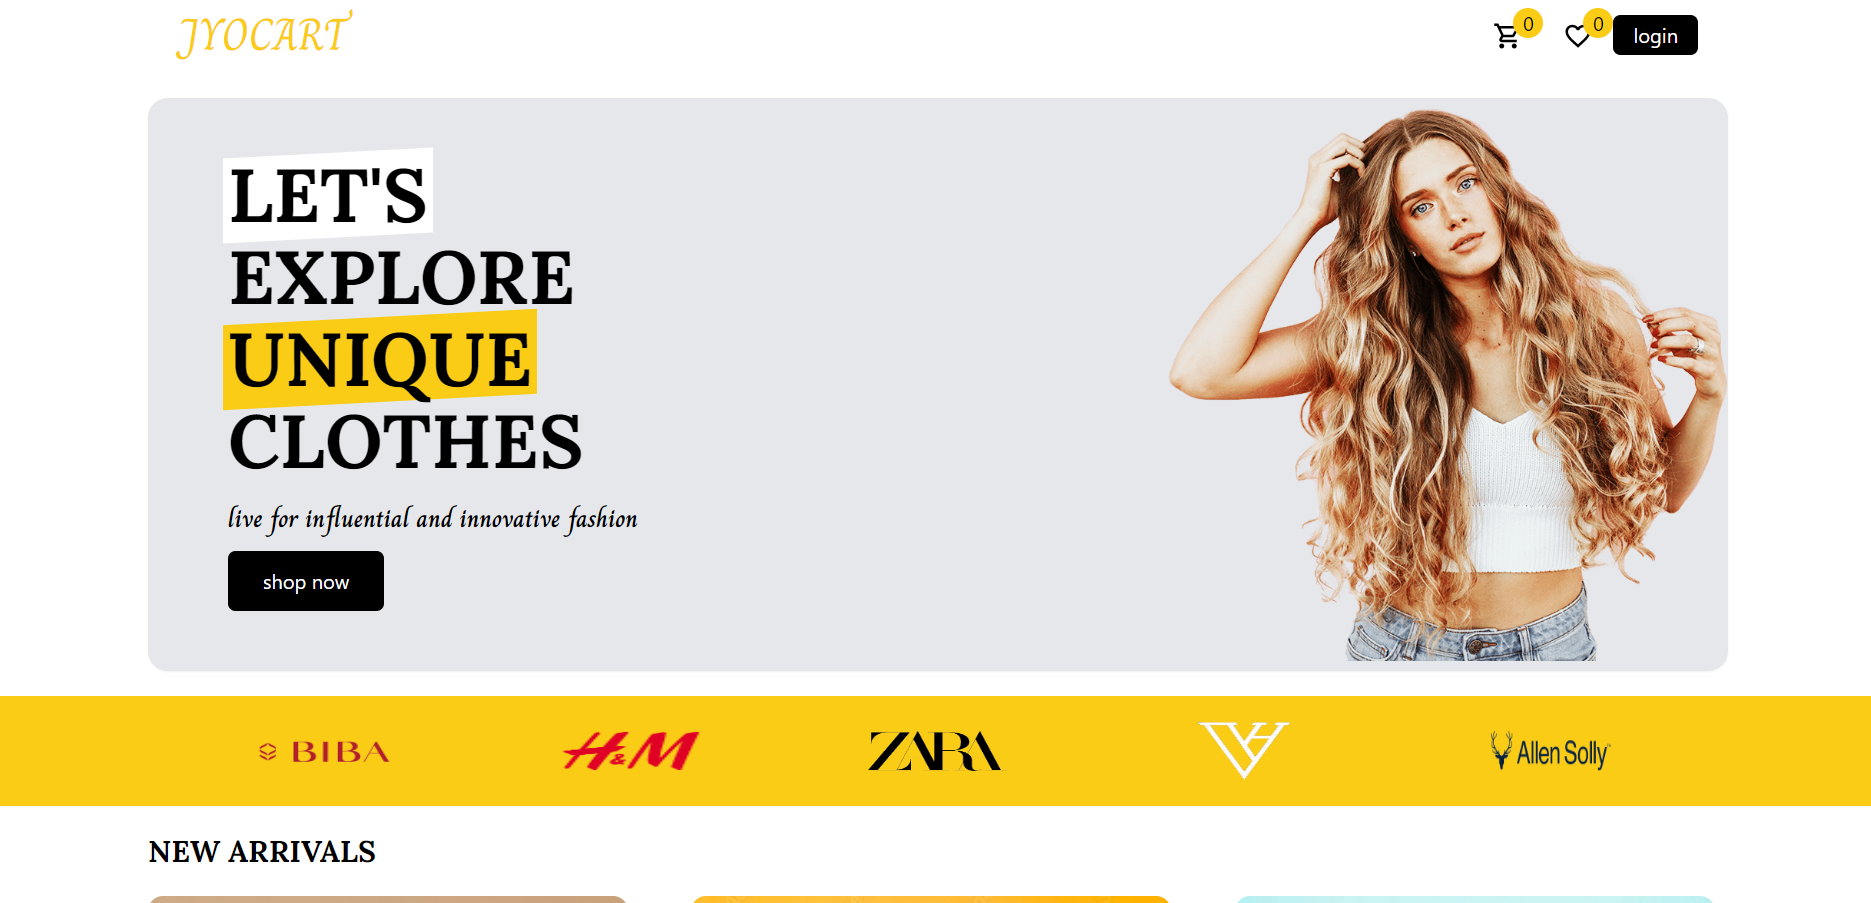 JYOCART
0
0
login
LET'S
EXPLORE
UNIQUE
CLOTHES
live for influential and innovative fashion
shop now
BIBA
H&M
ZARA
VH
Allen Solly
NEW ARRIVALS